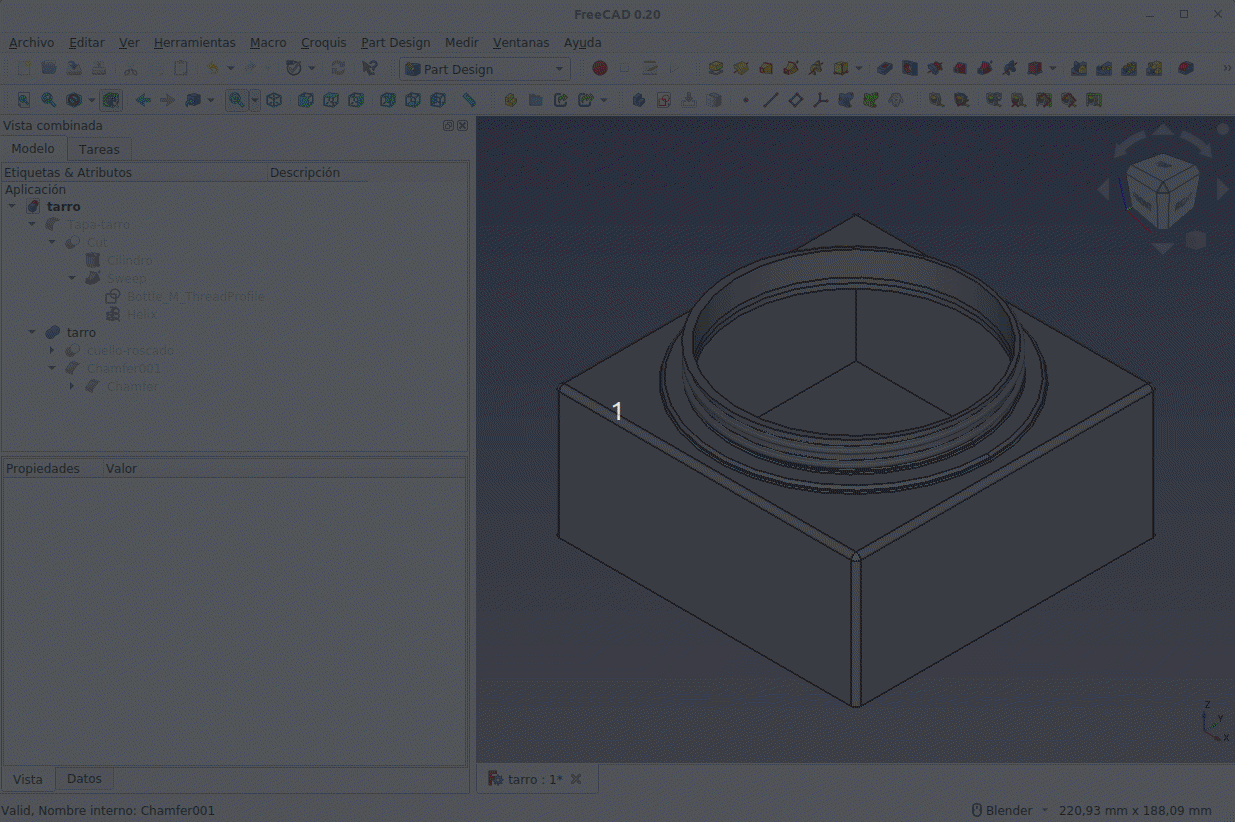 FreeCAD 0.20
Archivo Editar Ver Herramientas Macro Croquis Part Design Medir Ventanas Ayuda
Part Design
Vista combinada
Modelo Tareas
Etiquetas & Atributos Descripción
Aplicación
tarro
Tapa-tarro
Cut
Cilindro
Sweep
Bottle_M_ThreadProfile
Helix
tarro
cuello-roscado
Chamfer001
Chamfer
1
Propiedades Valor
Z
Y
X
Vista Datos
tarro : 1*
Valid, Nombre interno: Chamfer001
Blender 220,93 mm x 188,09 mm